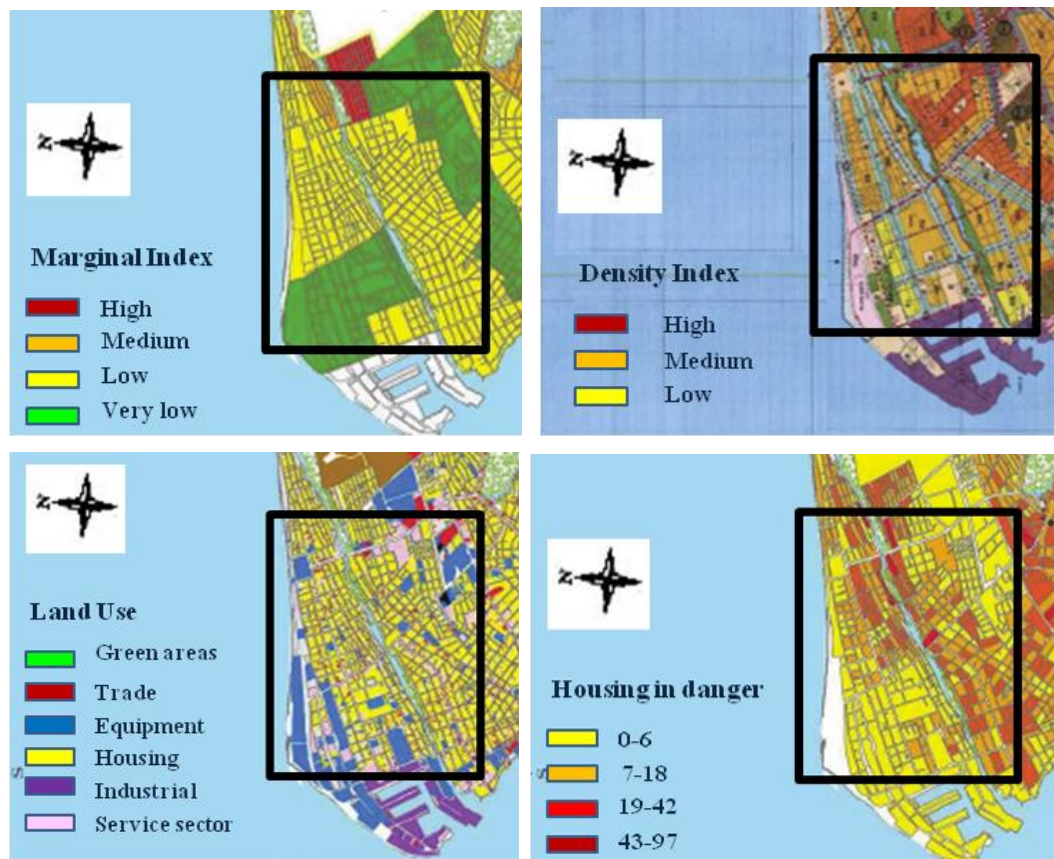 N
Marginal Index
High
Medium
Low
Very low
N
Density Index
High
Medium
Low
N
Land Use
Green areas
Trade
Equipment
Housing
Industrial
Service sector
S
N
Housing in danger
0-6
7-18
19-42
43-97
S